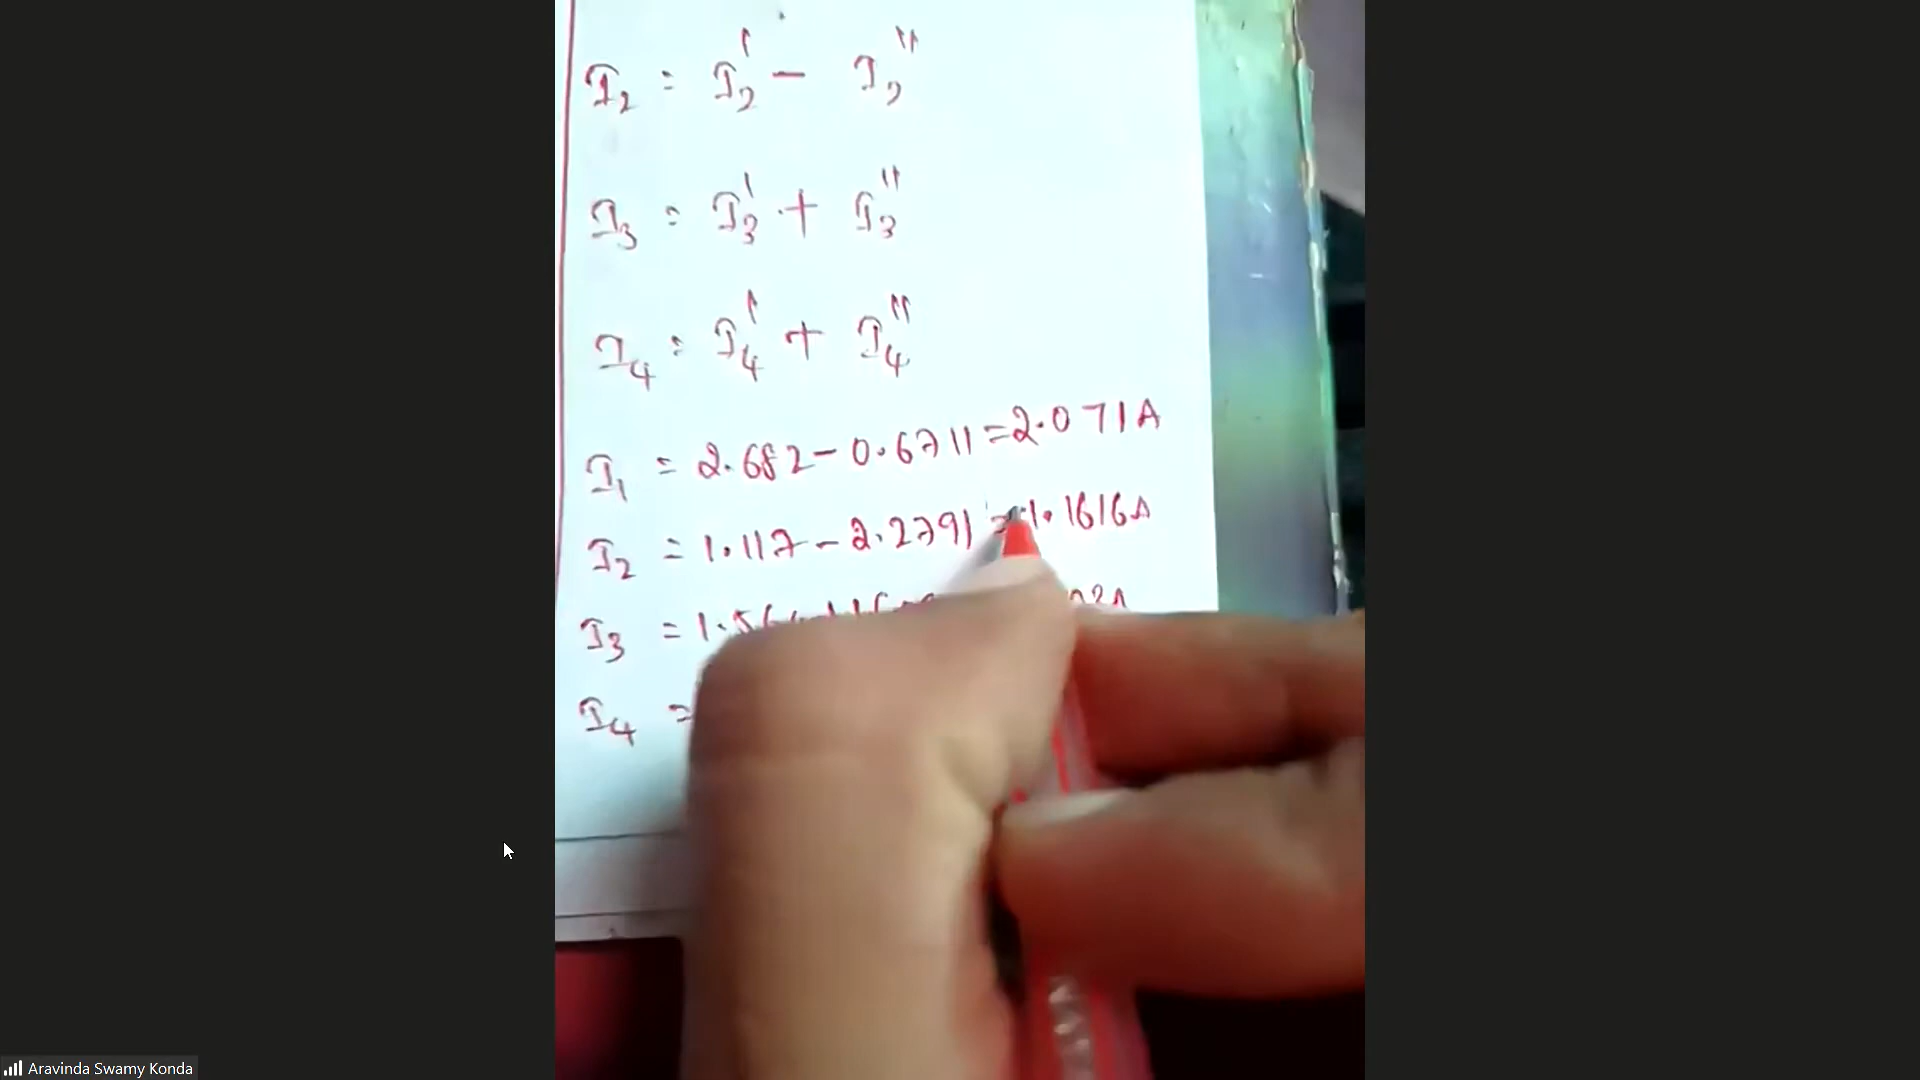 I₂ = I₂' - I₂''
I₃ = I₃' + I₃''
I₄ = I₄' + I₄''
I₁ = 2.682 - 0.6711 = 2.071A
I₂ = 1.117 - 2.2791 = -1.1616A
I₃ = 1.56
I₄ =
Aravinda Swamy Konda